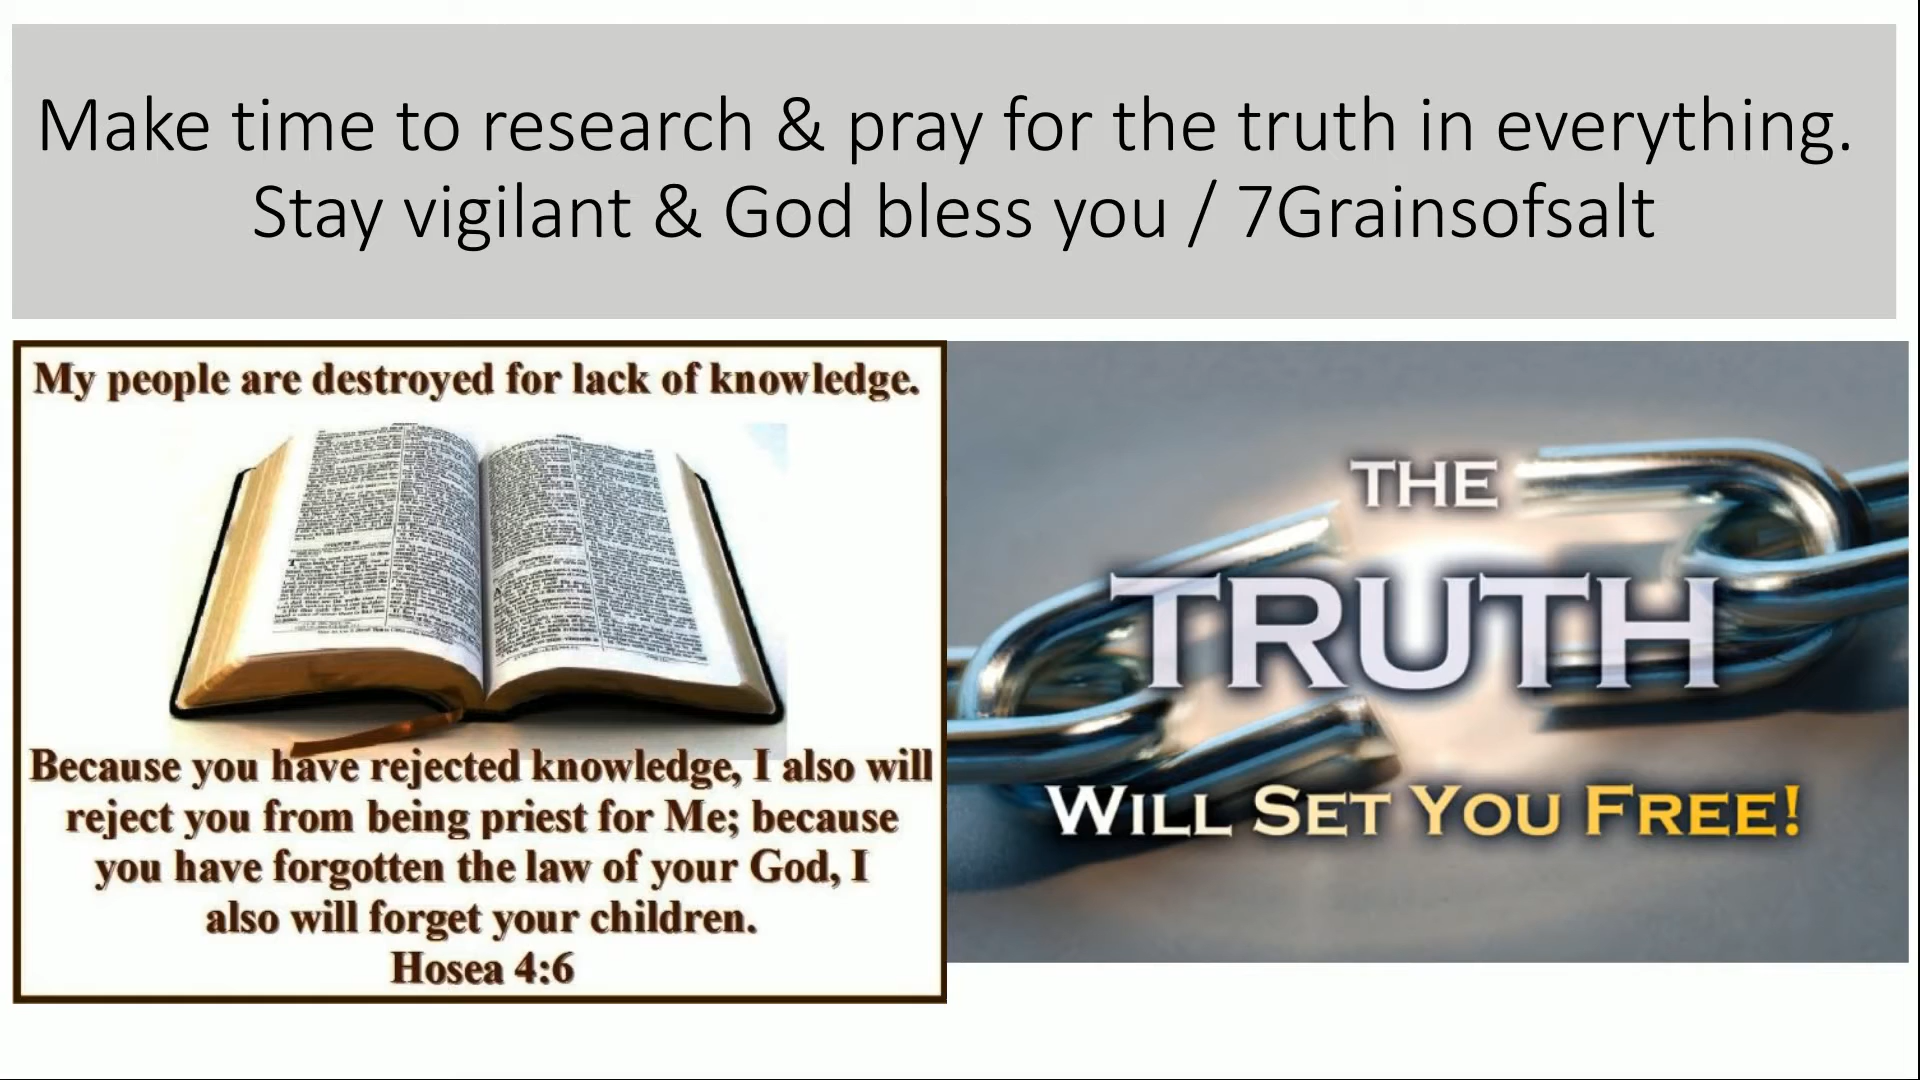 Make time to research & pray for the truth in everything.
Stay vigilant & God bless you / 7Grainsofsalt
My people are destroyed for lack of knowledge.
Because you have rejected knowledge, I also will
reject you from being priest for Me; because
you have forgotten the law of your God, I
also will forget your children.
Hosea 4:6
THE
TRUTH
WILL SET YOU FREE!